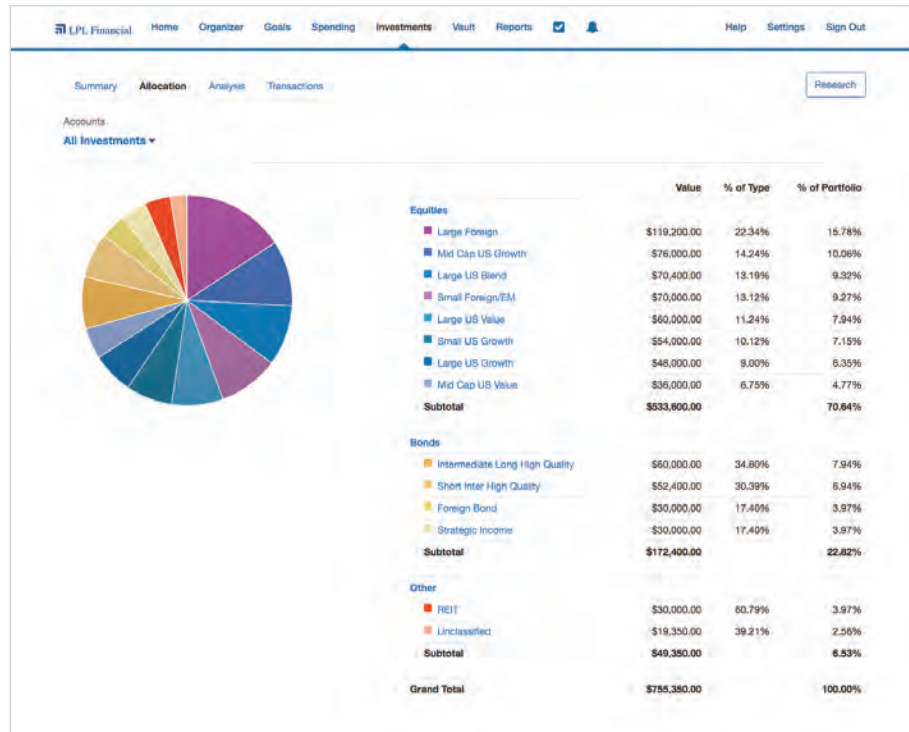 LPL Financial Home Organizer Goals Spending Investments Vault Reports Help Settings Sign Out
Summary Allocation Analysis Transactions Research
Accounts
All Investments
Value % of Type % of Portfolio
Equities
Large Foreign $119,200.00 22.34% 15.78%
Mid Cap US Growth $76,000.00 14.24% 10.06%
Large US Blend $70,400.00 13.19% 9.32%
Small Foreign/EM $70,000.00 13.12% 9.27%
Large US Value $60,000.00 11.24% 7.94%
Small US Growth $54,000.00 10.12% 7.15%
Large US Growth $48,000.00 9.00% 6.35%
Mid Cap US Value $36,000.00 6.75% 4.77%
Subtotal $533,600.00 70.64%
Bonds
Intermediate Long High Quality $60,000.00 34.80% 7.94%
Short Inter High Quality $52,400.00 30.39% 6.94%
Foreign Bond $30,000.00 17.40% 3.97%
Strategic Income $30,000.00 17.40% 3.97%
Subtotal $172,400.00 22.82%
Other
REIT $30,000.00 60.79% 3.97%
Unclassified $19,350.00 39.21% 2.56%
Subtotal $49,350.00 6.53%
Grand Total $755,350.00 100.00%